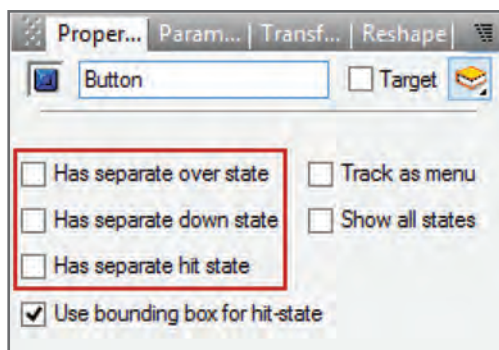 Proper... Param... Transf... Reshape
Button Target
Has separate over state Track as menu
Has separate down state Show all states
Has separate hit state
Use bounding box for hit-state